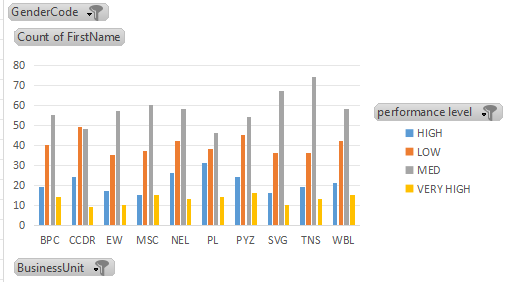 GenderCode
Count of FirstName
80
70
60
50
40
30
20
10
0
BPC CCDR EW MSC NEL PL PYZ SVG TNS WBL
performance level
HIGH
LOW
MED
VERY HIGH
BusinessUnit